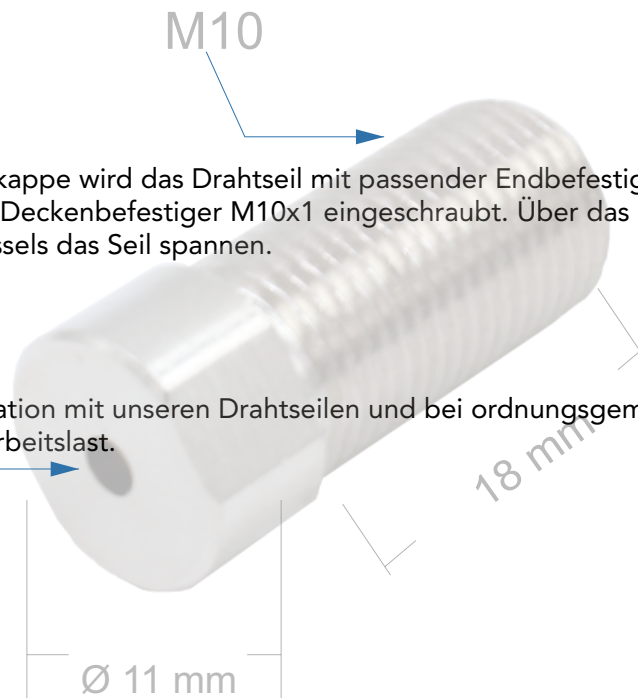 M10
kappe wird das Drahtseil mit passender Endbefestig
Deckenbefestiger M10x1 eingeschraubt. Über das
ssels das Seil spannen.
ation mit unseren Drahtseilen und bei ordnungsgem
rbeitslast.
18 mm
Ø 11 mm